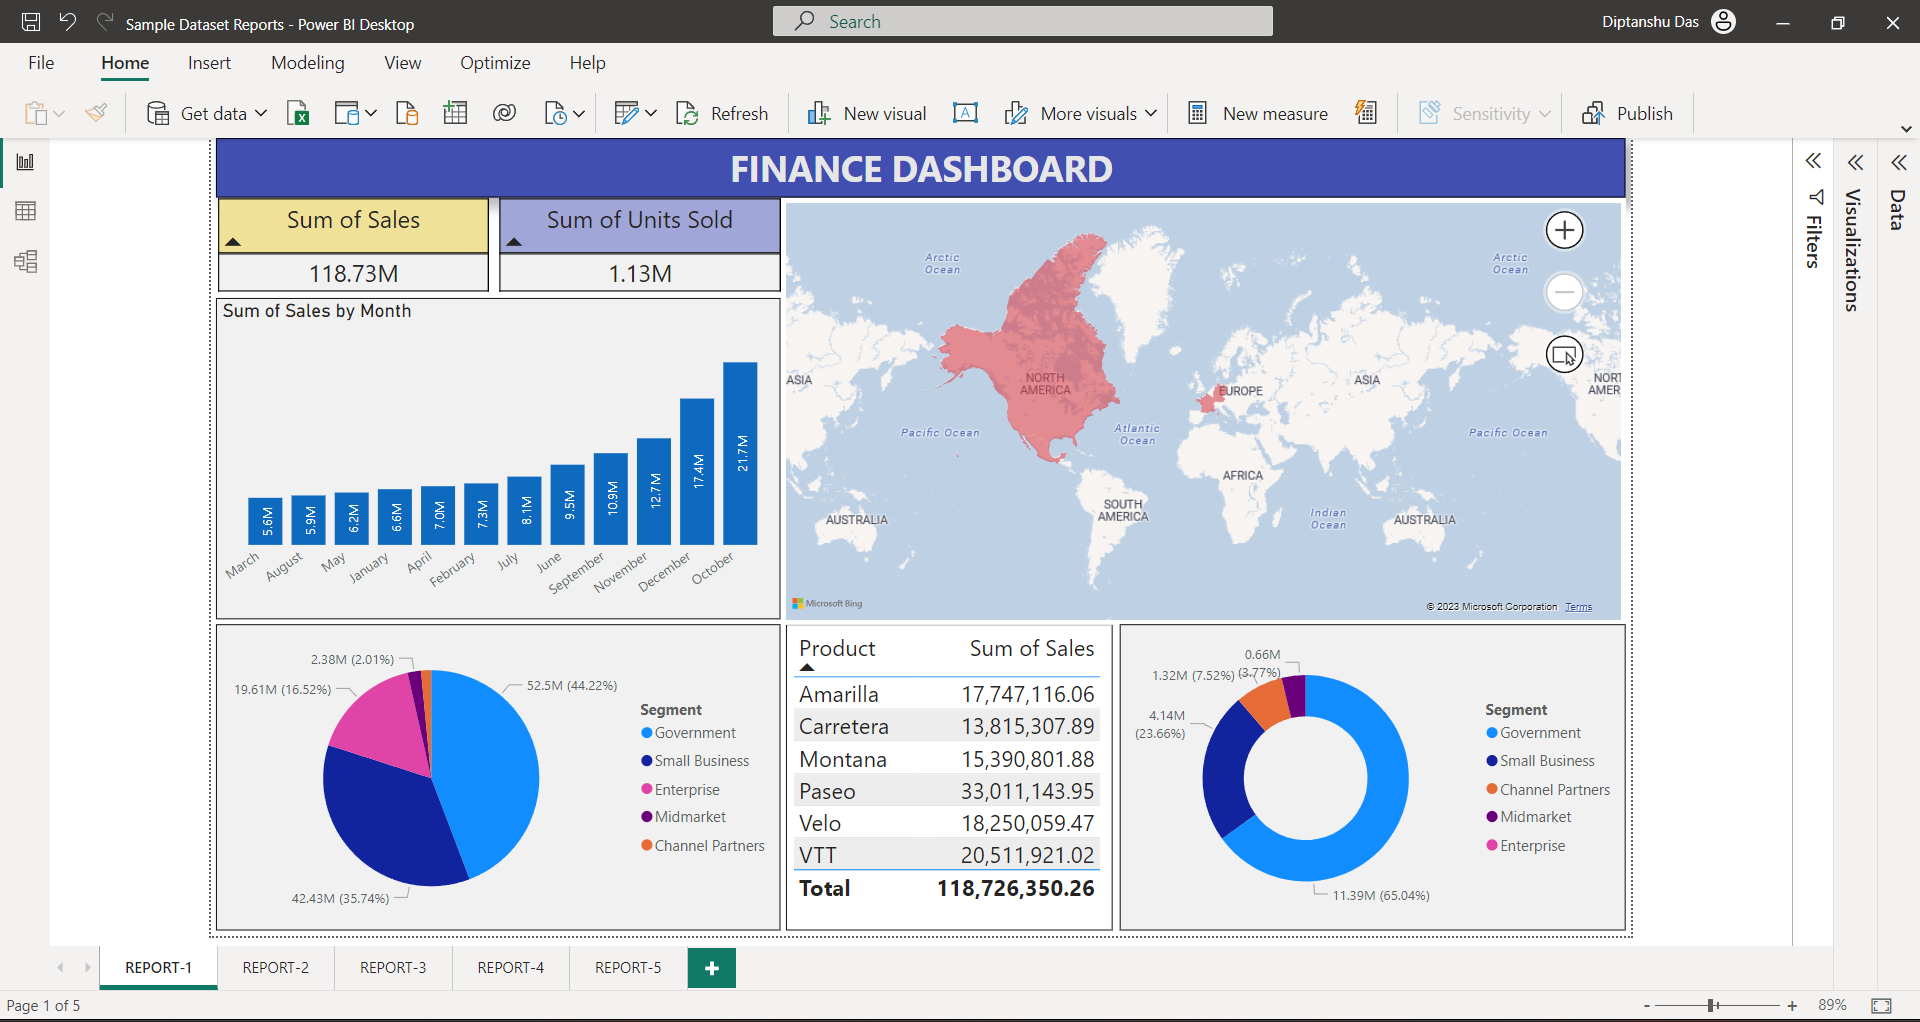 Sample Dataset Reports - Power BI Desktop
Search
Diptanshu Das
File Home Insert Modeling View Optimize Help
Get data
Refresh
New visual
A
More visuals
New measure
Sensitivity
Publish
FINANCE DASHBOARD
Sum of Sales
118.73M
Sum of Units Sold
1.13M
Sum of Sales by Month
5.6M
5.9M
6.2M
6.6M
7.0M
7.3M
8.1M
9.5M
10.9M
12.7M
17.4M
21.7M
March
August
May
January
April
February
July
June
September
November
December
October
Arctic
Ocean
Arctic
Ocean
ASIA
NORTH
AMERICA
EUROPE
ASIA
NORT
AMER
Pacific Ocean
Atlantic
Ocean
Pacific Ocean
AFRICA
SOUTH
AMERICA
AUSTRALIA
Indian
Ocean
AUSTRALIA
Microsoft Bing
© 2023 Microsoft Corporation Terms
Filters
Visualizations
Data
2.38M (2.01%)
19.61M (16.52%)
52.5M (44.22%)
42.43M (35.74%)
Segment
Government
Small Business
Enterprise
Midmarket
Channel Partners
Product Sum of Sales
Amarilla 17,747,116.06
Carretera 13,815,307.89
Montana 15,390,801.88
Paseo 33,011,143.95
Velo 18,250,059.47
VTT 20,511,921.02
Total 118,726,350.26
0.66M
(3.77%)
1.32M (7.52%)
4.14M
(23.66%)
11.39M (65.04%)
Segment
Government
Small Business
Channel Partners
Midmarket
Enterprise
REPORT-1 REPORT-2 REPORT-3 REPORT-4 REPORT-5
Page 1 of 5
- + 89%